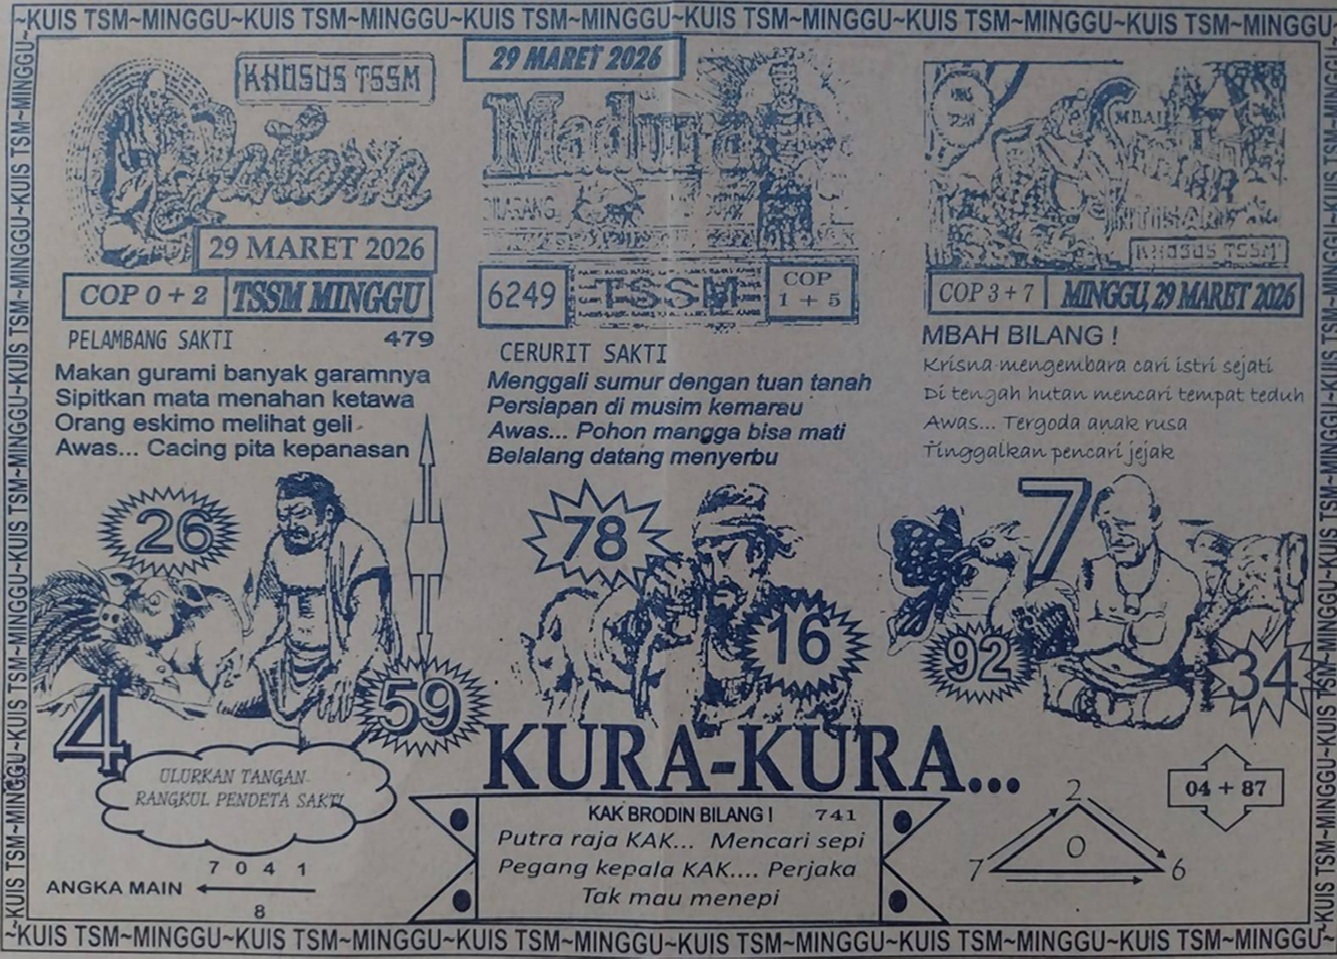 ~KUIS TSM~MINGGU~KUIS TSM~MINGGU~KUIS TSM~MINGGU~KUIS TSM~MINGGU~KUIS TSM~MINGGU~KUIS TSM~MINGGU
KHUSUS TSSM
29 MARET 2026
COP 0 + 2 TSSM MINGGU
PELAMBANG SAKTI 479
Makan gurami banyak garamnya
Sipitkan mata menahan ketawa
Orang eskimo melihat geli
Awas... Cacing pita kepanasan
26
4
59
ULURKAN TANGAN
RANGKUL PENDETA SAKTI
7 0 4 1
ANGKA MAIN
8
29 MARET 2026
Madura
6249 TSSM COP
1 + 5
CERURIT SAKTI
Menggali sumur dengan tuan tanah
Persiapan di musim kemarau
Awas... Pohon mangga bisa mati
Belalang datang menyerbu
78
16
KURA-KURA...
KAK BRODIN BILANG ! 741
Putra raja KAK... Mencari sepi
Pegang kepala KAK.... Perjaka
Tak mau menepi
MBAH
KHUSUS TSSM
COP 3 + 7 MINGGU, 29 MARET 2026
MBAH BILANG !
Krisna mengembara cari istri sejati
Di tengah hutan mencari tempat teduh
Awas... Tergoda anak rusa
Tinggalkan pencari jejak
7
92
34
04 + 87
2
0
7 6
~KUIS TSM~MINGGU~KUIS TSM~MINGGU~KUIS TSM~MINGGU~KUIS TSM~MINGGU~KUIS TSM~MINGGU~KUIS TSM~MINGGU~